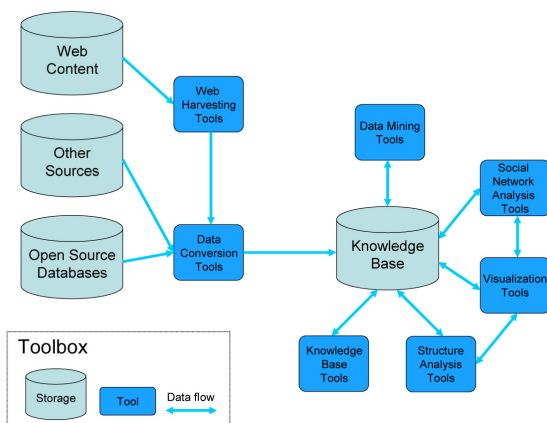 Web
Content
Web
Harvesting
Tools
Other
Sources
Open Source
Databases
Data
Conversion
Tools
Data Mining
Tools
Knowledge
Base
Social
Network
Analysis
Tools
Visualization
Tools
Knowledge
Base
Tools
Structure
Analysis
Tools
Toolbox
Storage
Tool
Data flow